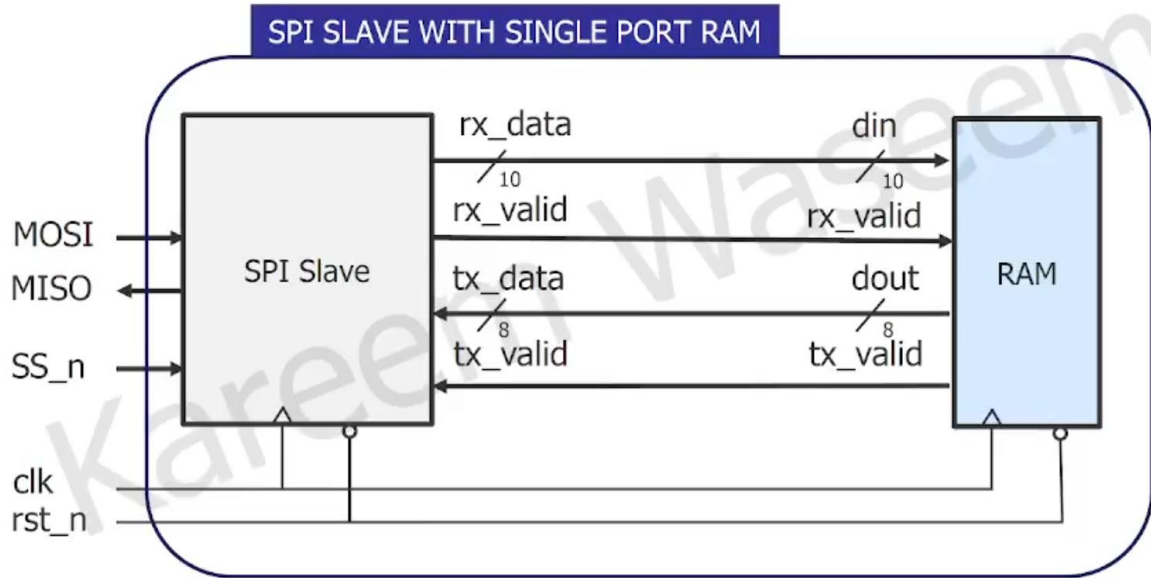 SPI SLAVE WITH SINGLE PORT RAM
rx_data din
10 10
rx_valid rx_valid
MOSI
SPI Slave RAM
MISO
tx_data dout
8 8
tx_valid tx_valid
SS_n
clk
rst_n
Kareem Waseem